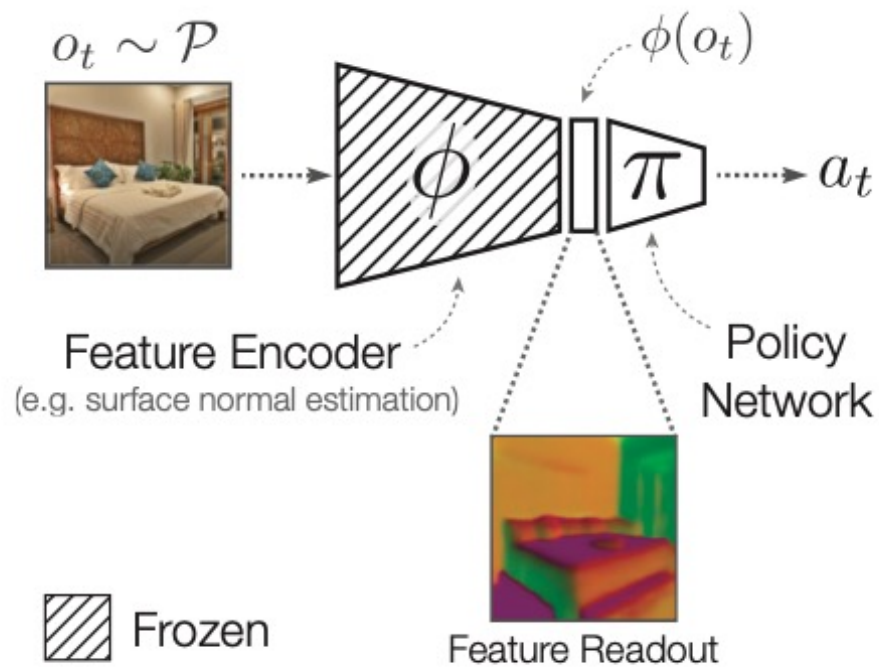 o_t ∼ 𝒫
ϕ(o_t)
ϕ
π
a_t
Feature Encoder
(e.g. surface normal estimation)
Policy
Network
Frozen
Feature Readout